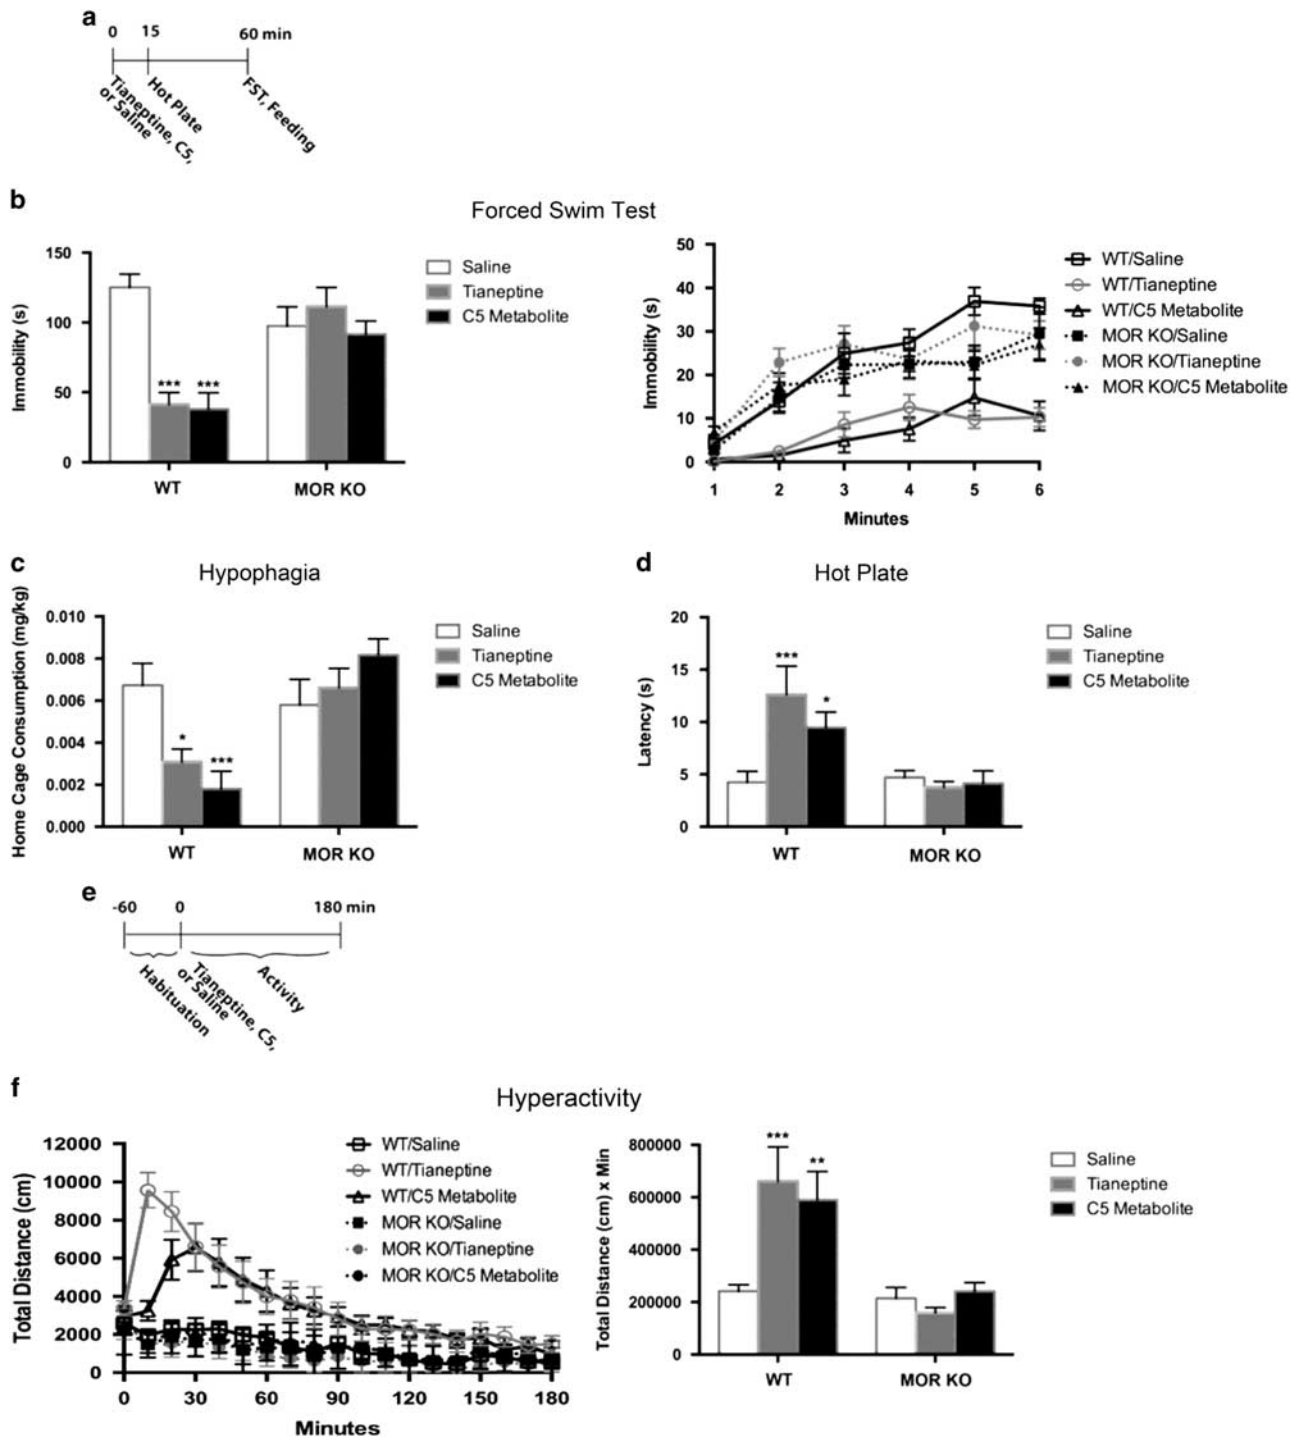 a
0 15 60 min
Tianeptine, C5,
or Saline
Hot Plate
FST, Feeding
b
Forced Swim Test
Immobility (s)
150
100
50
0
*** ***
WT MOR KO
Saline
Tianeptine
C5 Metabolite
Immobility (s)
50
40
30
20
10
0
1 2 3 4 5 6
Minutes
WT/Saline
WT/Tianeptine
WT/C5 Metabolite
MOR KO/Saline
MOR KO/Tianeptine
MOR KO/C5 Metabolite
c
Hypophagia
Home Cage Consumption (mg/kg)
0.010
0.008
0.006
0.004
0.002
0.000
* ***
WT MOR KO
Saline
Tianeptine
C5 Metabolite
d
Hot Plate
Latency (s)
20
15
10
5
0
*** *
WT MOR KO
Saline
Tianeptine
C5 Metabolite
e
-60 0 180 min
Habituation
Tianeptine, C5,
or Saline
Activity
f
Hyperactivity
Total Distance (cm)
12000
10000
8000
6000
4000
2000
0
0 30 60 90 120 150 180
Minutes
WT/Saline
WT/Tianeptine
WT/C5 Metabolite
MOR KO/Saline
MOR KO/Tianeptine
MOR KO/C5 Metabolite
Total Distance (cm) x Min
800000
600000
400000
200000
0
*** **
WT MOR KO
Saline
Tianeptine
C5 Metabolite